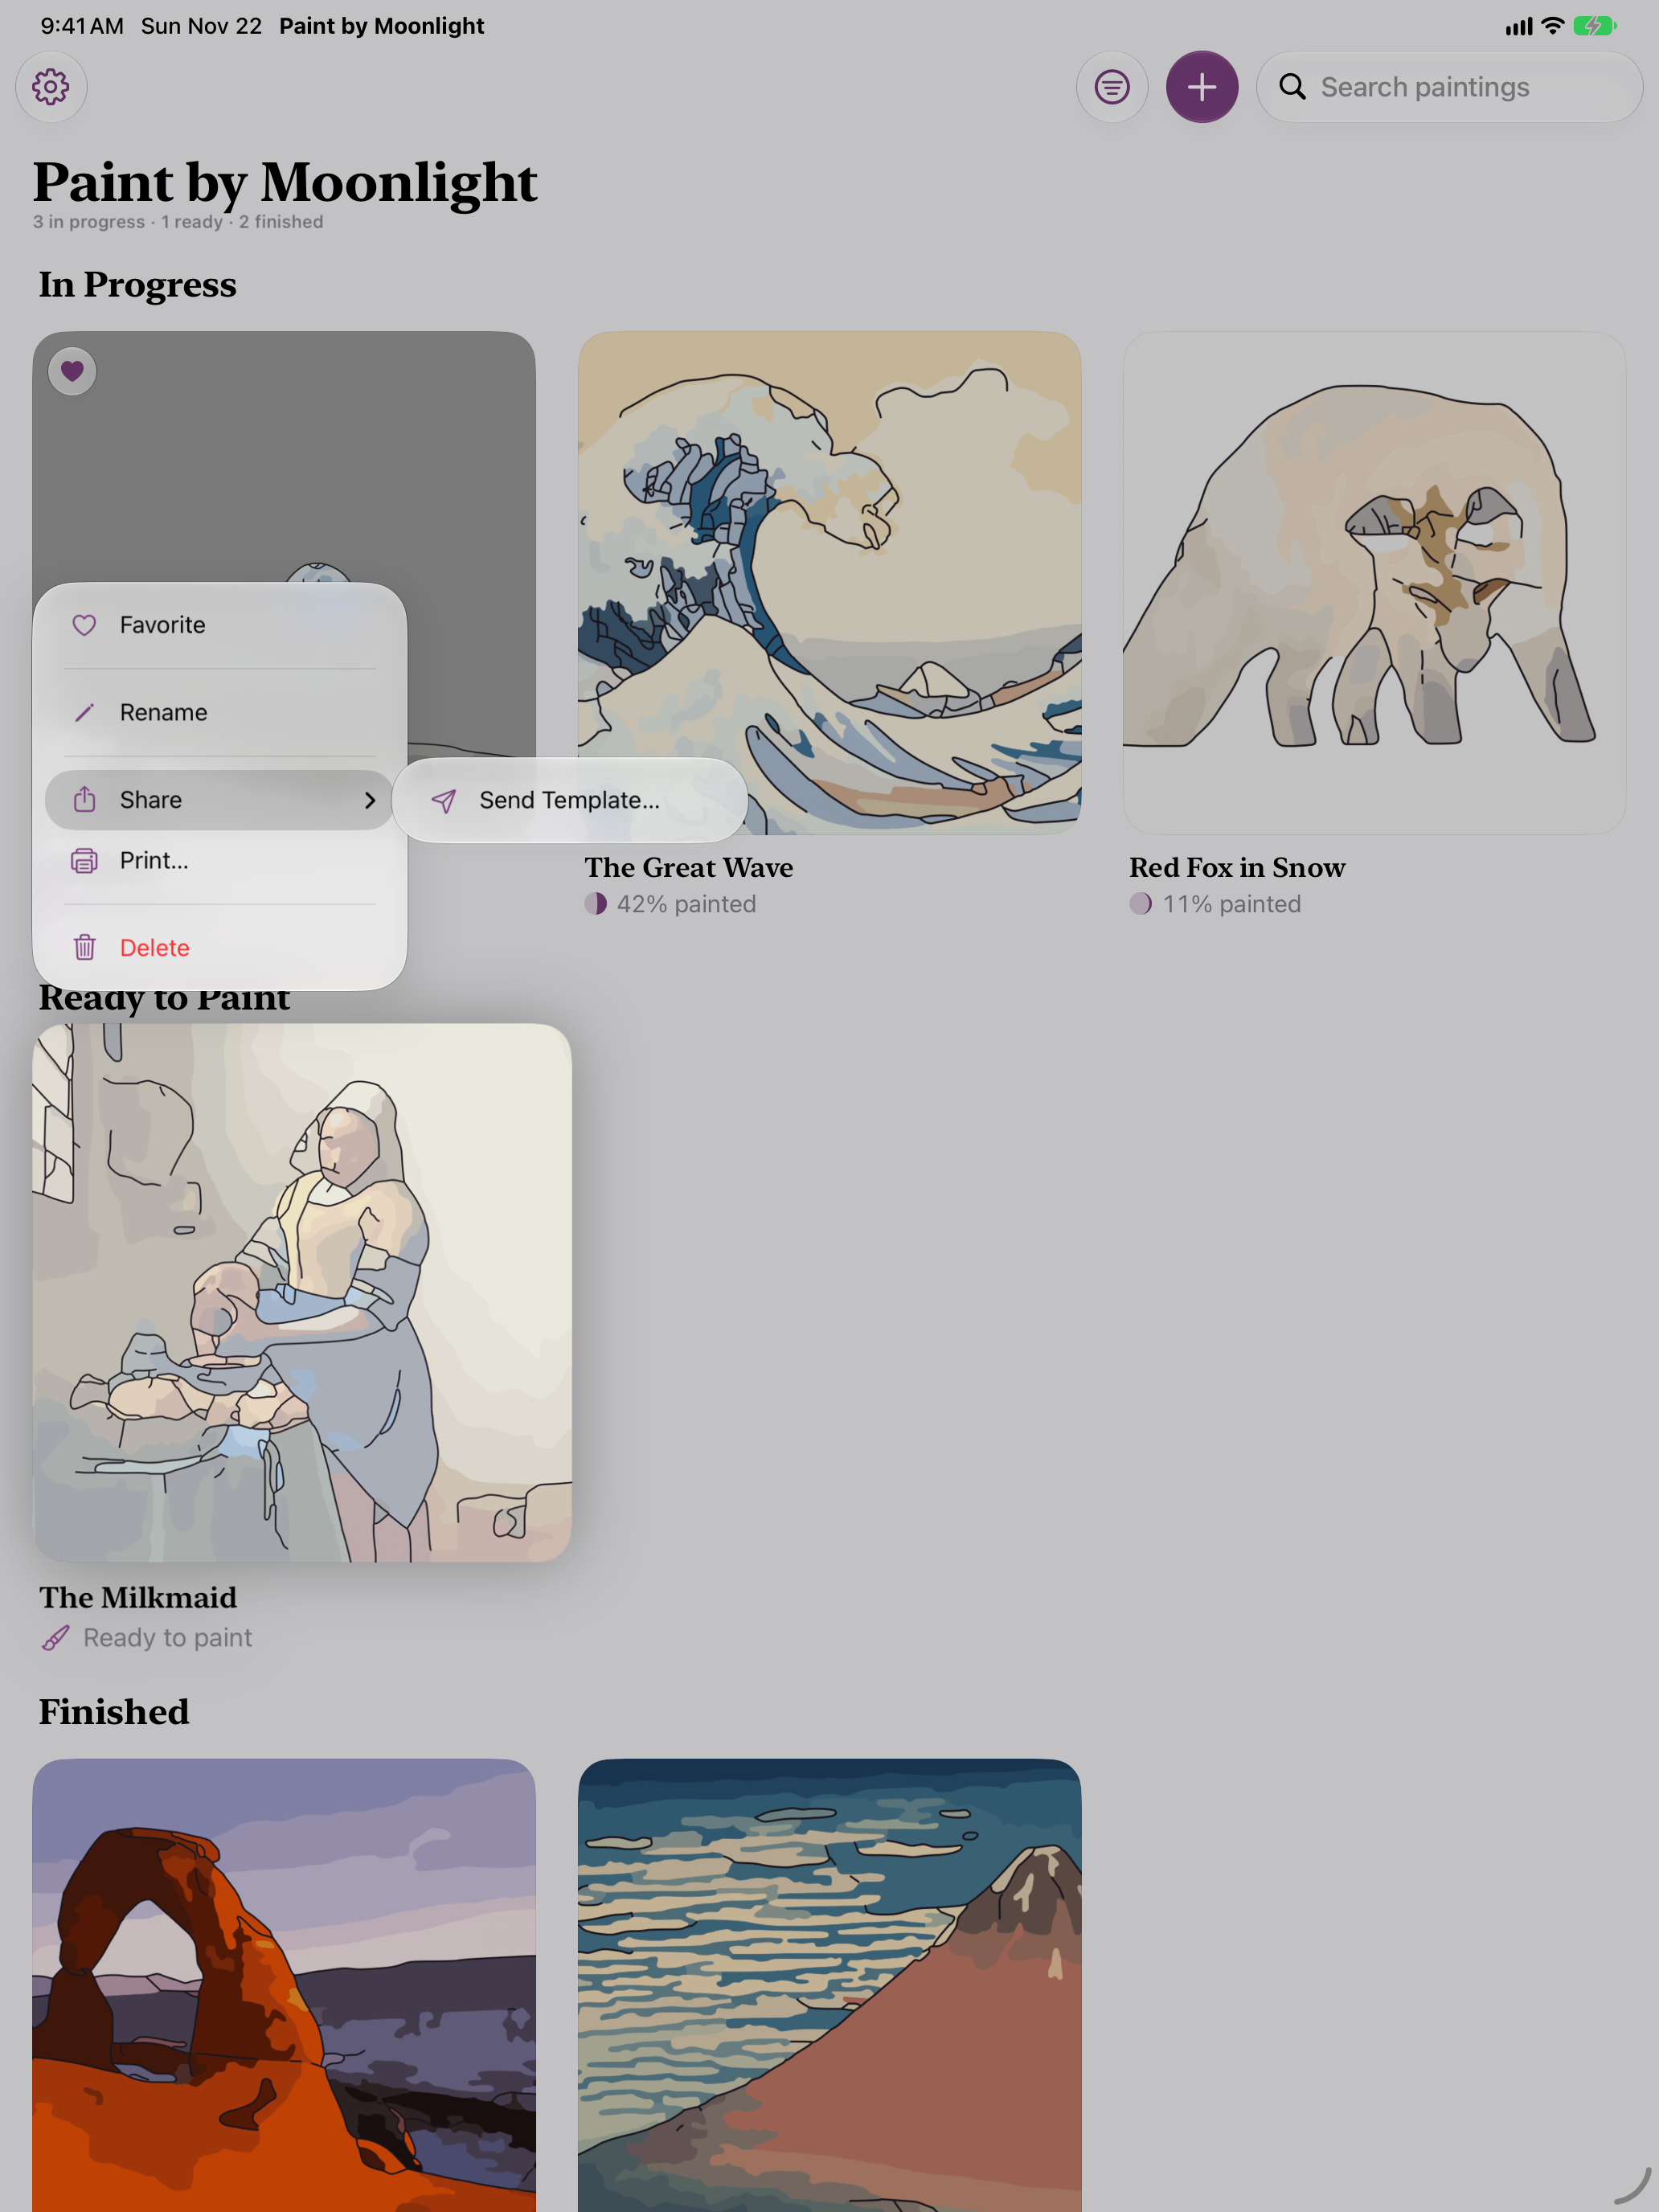 9:41 AM Sun Nov 22 Paint by Moonlight
Search paintings
Paint by Moonlight
3 in progress · 1 ready · 2 finished
In Progress
Favorite
Rename
Share
Send Template...
Print...
Delete
The Great Wave
42% painted
Red Fox in Snow
11% painted
Ready to Paint
The Milkmaid
Ready to paint
Finished